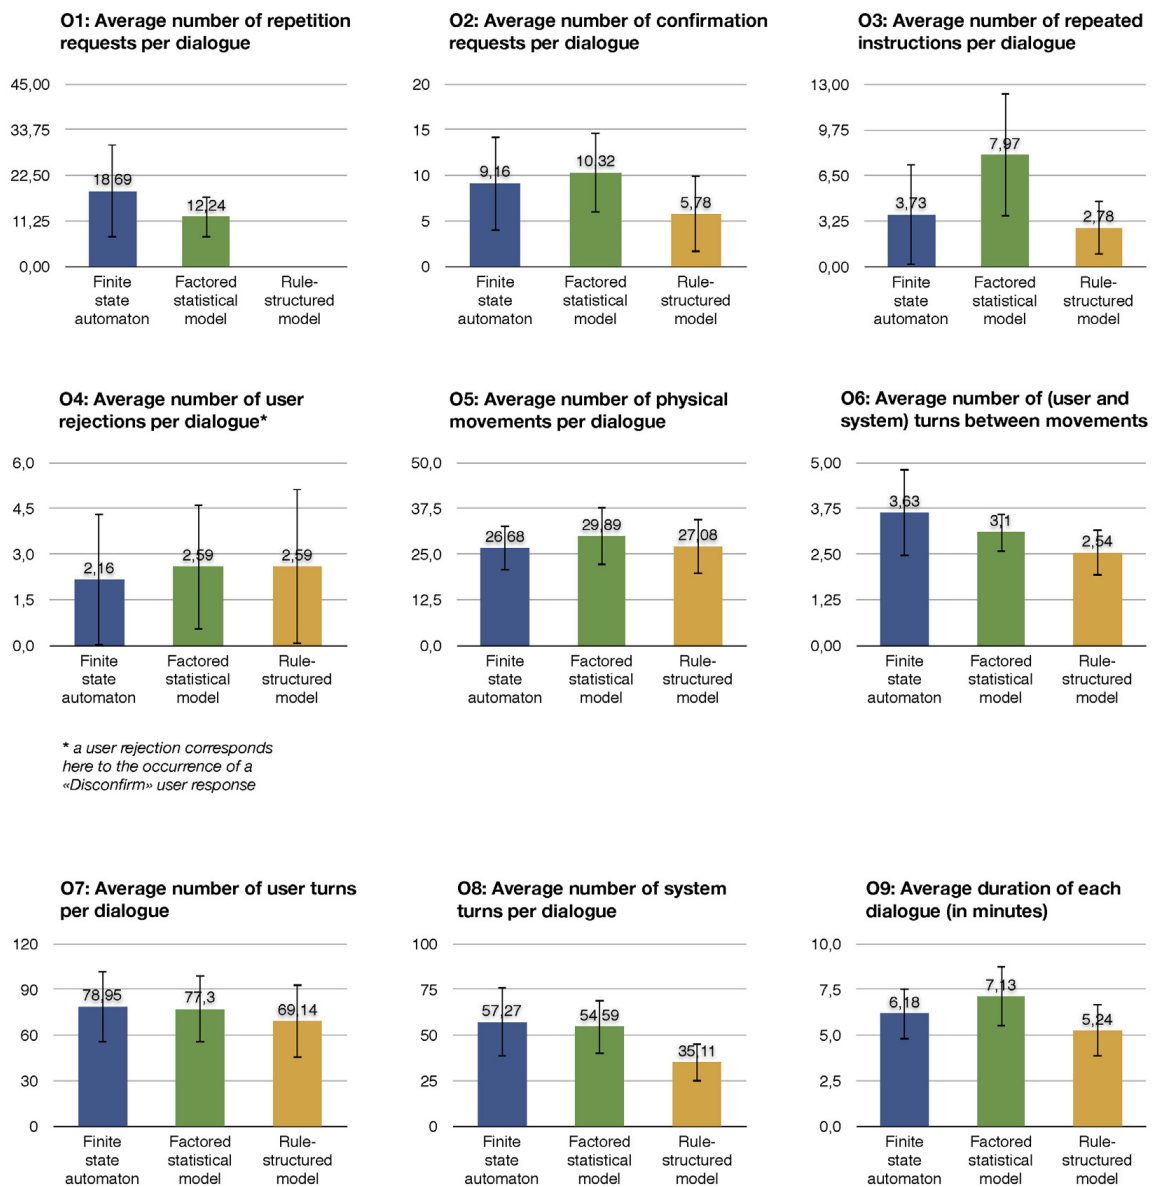 O1: Average number of repetition
requests per dialogue
45,00
33,75
22,50
11,25
0,00
18,69
12,24
Finite
state
automaton
Factored
statistical
model
Rule-
structured
model
O2: Average number of confirmation
requests per dialogue
20
15
10
5
0
9,16
10,32
5,78
Finite
state
automaton
Factored
statistical
model
Rule-
structured
model
O3: Average number of repeated
instructions per dialogue
13,00
9,75
6,50
3,25
0,00
3,73
7,97
2,78
Finite
state
automaton
Factored
statistical
model
Rule-
structured
model
O4: Average number of user
rejections per dialogue*
6,0
4,5
3,0
1,5
0,0
2,16
2,59
2,59
Finite
state
automaton
Factored
statistical
model
Rule-
structured
model
* a user rejection corresponds
here to the occurrence of a
«Disconfirm» user response
O5: Average number of physical
movements per dialogue
50,0
37,5
25,0
12,5
0,0
26,68
29,89
27,08
Finite
state
automaton
Factored
statistical
model
Rule-
structured
model
O6: Average number of (user and
system) turns between movements
5,00
3,75
2,50
1,25
0,00
3,63
3,1
2,54
Finite
state
automaton
Factored
statistical
model
Rule-
structured
model
O7: Average number of user turns
per dialogue
120
90
60
30
0
78,95
77,3
69,14
Finite
state
automaton
Factored
statistical
model
Rule-
structured
model
O8: Average number of system
turns per dialogue
100
75
50
25
0
57,27
54,59
35,11
Finite
state
automaton
Factored
statistical
model
Rule-
structured
model
O9: Average duration of each
dialogue (in minutes)
10,0
7,5
5,0
2,5
0,0
6,18
7,13
5,24
Finite
state
automaton
Factored
statistical
model
Rule-
structured
model